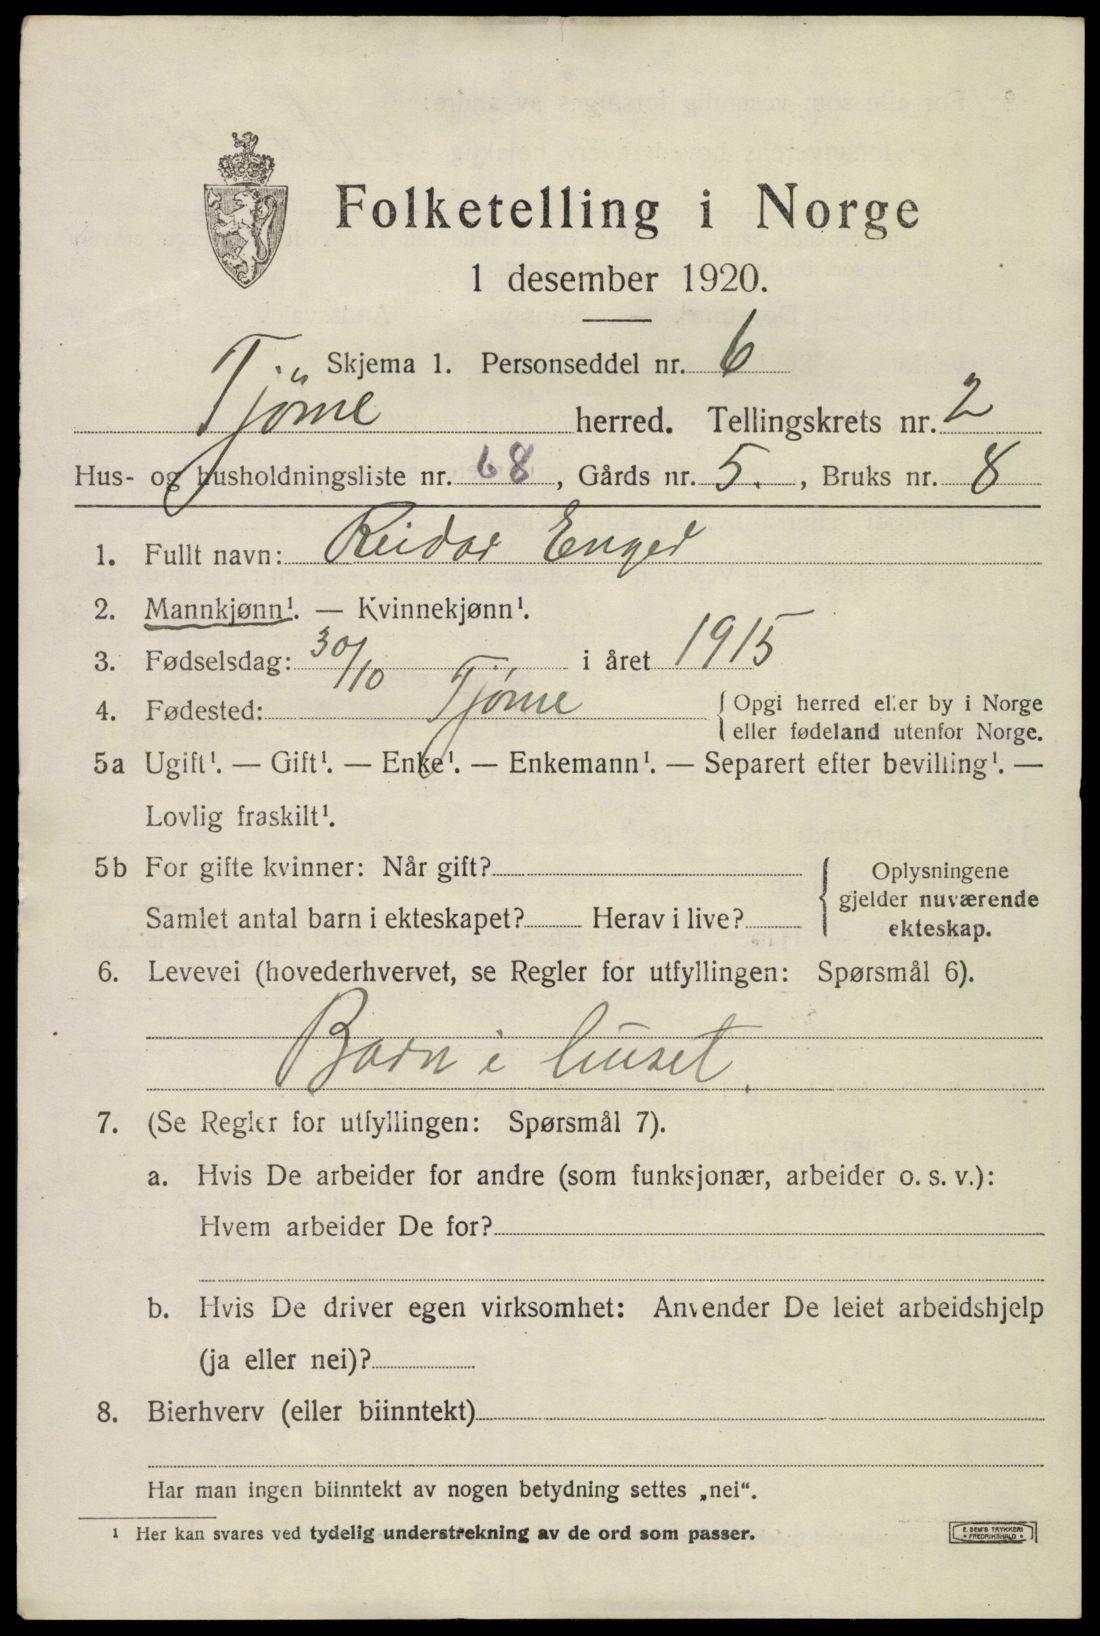 Folketelling i Norge
1 desember 1920.
Skjema 1. Personseddel nr. 6
Tjöme herred. Tellingskrets nr. 2
Hus- og husholdningsliste nr. 68, Gårds nr. 5., Bruks nr. 8
1. Fullt navn: Reidar Enger
2. Mannkjønn¹. — Kvinnekjønn¹.
3. Fødselsdag: 30/10 i året 1915
4. Fødested: Tjøme { Opgi herred eller by i Norge
eller fødeland utenfor Norge.
5a Ugift¹. — Gift¹. — Enke¹. — Enkemann¹. — Separert efter bevilling¹. —
Lovlig fraskilt¹.
5b For gifte kvinner: Når gift? { Oplysningene
gjelder nuværende
Samlet antal barn i ekteskapet? Herav i live? ekteskap.
6. Levevei (hovederhvervet, se Regler for utfyllingen: Spørsmål 6).
Barn i huset.
7. (Se Regler for utfyllingen: Spørsmål 7).
a. Hvis De arbeider for andre (som funksjonær, arbeider o. s. v.):
Hvem arbeider De for?
b. Hvis De driver egen virksomhet: Anvender De leiet arbeidshjelp
(ja eller nei)?
8. Bierhverv (eller biinntekt)
Har man ingen biinntekt av nogen betydning settes „nei“.
¹ Her kan svares ved tydelig understrekning av de ord som passer.
E. SEM'S TRYKKERI
• FREDRIKSHALD •